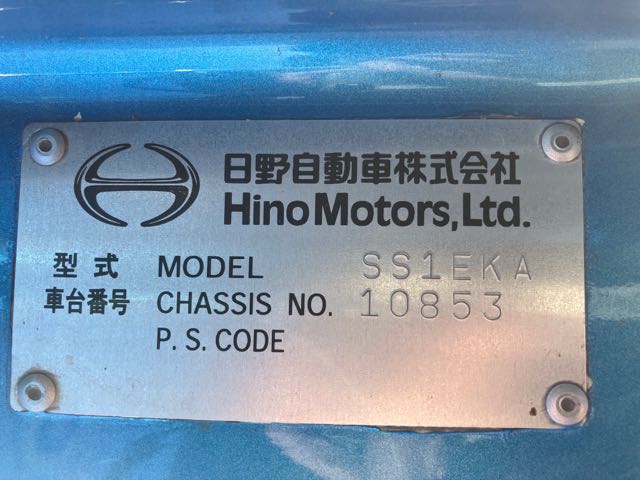 日野自動車株式会社
Hino Motors, Ltd.
型式 MODEL SS1EKA
車台番号 CHASSIS NO. 10853
P.S. CODE